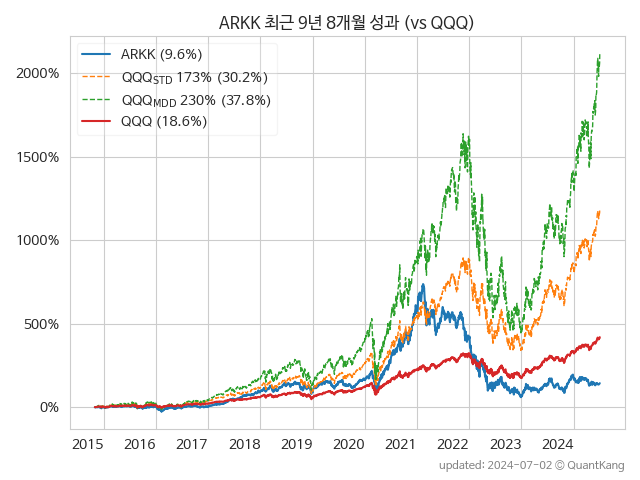 ARKK 최근 9년 8개월 성과 (vs QQQ)
ARKK (9.6%)
QQQSTD 173% (30.2%)
QQQMDD 230% (37.8%)
QQQ (18.6%)
2000%
1500%
1000%
500%
0%
2015 2016 2017 2018 2019 2020 2021 2022 2023 2024
updated: 2024-07-02 © QuantKang